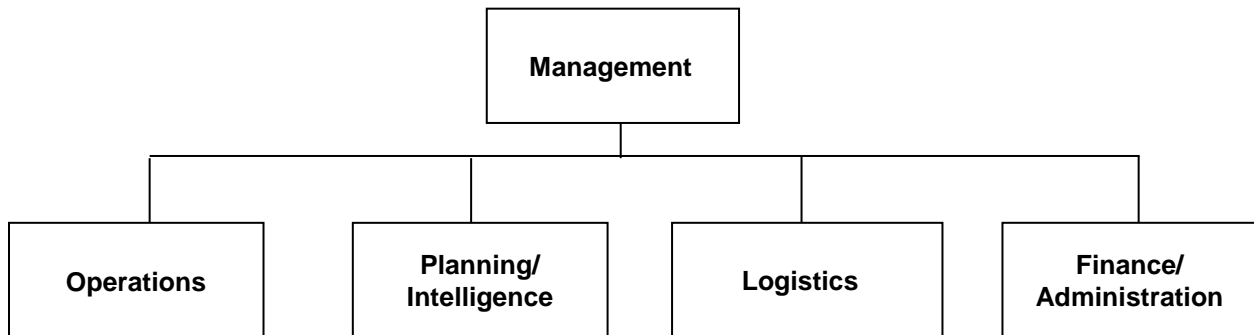 Management
Operations
Planning/
Intelligence
Logistics
Finance/
Administration